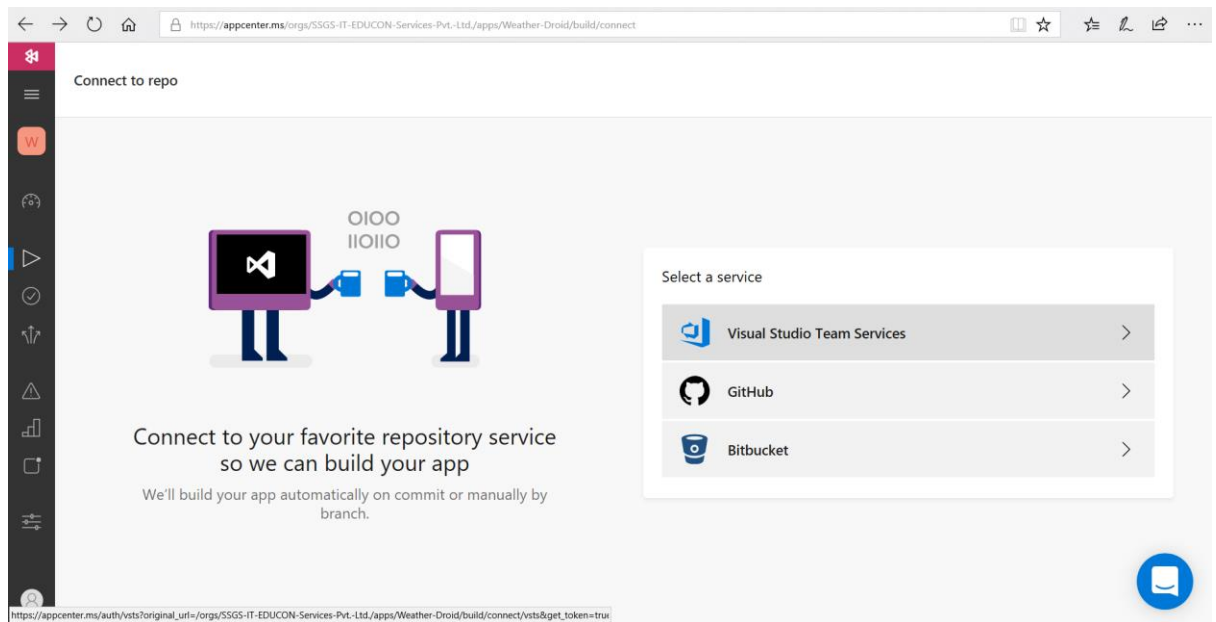 https://appcenter.ms/orgs/SSGS-IT-EDUCON-Services-Pvt.-Ltd./apps/Weather-Droid/build/connect
Connect to repo
W
OIOO
IIOIIO
Select a service
Visual Studio Team Services
GitHub
Bitbucket
Connect to your favorite repository service
so we can build your app
We'll build your app automatically on commit or manually by
branch.
https://appcenter.ms/auth/vsts?original_url=/orgs/SSGS-IT-EDUCON-Services-Pvt.-Ltd./apps/Weather-Droid/build/connect/vsts&get_token=true